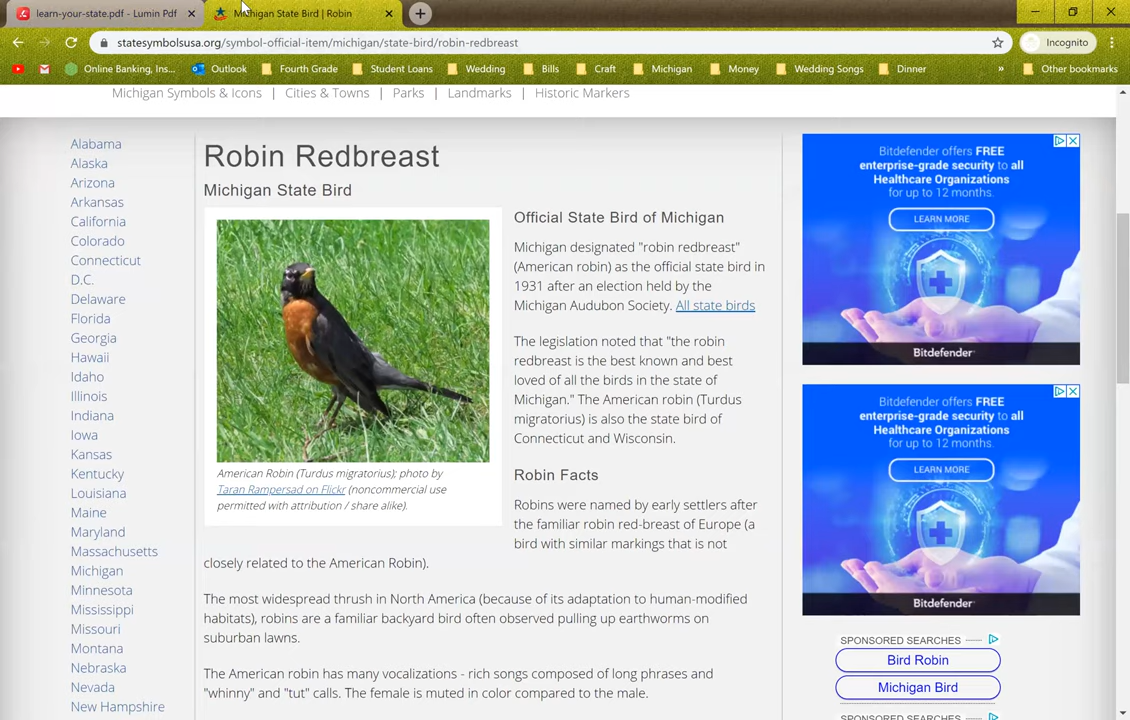 learn-your-state.pdf - Lumin Pdf
Michigan State Bird | Robin
statesymbolsusa.org/symbol-official-item/michigan/state-bird/robin-redbreast
Incognito
Online Banking, Ins...
Outlook
Fourth Grade
Student Loans
Wedding
Bills
Craft
Michigan
Money
Wedding Songs
Dinner
»
Other bookmarks
Michigan Symbols & Icons | Cities & Towns | Parks | Landmarks | Historic Markers
Alabama
Alaska
Arizona
Arkansas
California
Colorado
Connecticut
D.C.
Delaware
Florida
Georgia
Hawaii
Idaho
Illinois
Indiana
Iowa
Kansas
Kentucky
Louisiana
Maine
Maryland
Massachusetts
Michigan
Minnesota
Mississippi
Missouri
Montana
Nebraska
Nevada
New Hampshire
Robin Redbreast
Michigan State Bird
American Robin (Turdus migratorius); photo by
Taran Rampersad on Flickr (noncommercial use
permitted with attribution / share alike).
Official State Bird of Michigan
Michigan designated "robin redbreast"
(American robin) as the official state bird in
1931 after an election held by the
Michigan Audubon Society. All state birds
The legislation noted that "the robin
redbreast is the best known and best
loved of all the birds in the state of
Michigan." The American robin (Turdus
migratorius) is also the state bird of
Connecticut and Wisconsin.
Robin Facts
Robins were named by early settlers after
the familiar robin red-breast of Europe (a
bird with similar markings that is not
closely related to the American Robin).
The most widespread thrush in North America (because of its adaptation to human-modified
habitats), robins are a familiar backyard bird often observed pulling up earthworms on
suburban lawns.
The American robin has many vocalizations - rich songs composed of long phrases and
"whinny" and "tut" calls. The female is muted in color compared to the male.
Bitdefender offers FREE
enterprise-grade security to all
Healthcare Organizations
for up to 12 months.
LEARN MORE
Bitdefender
Bitdefender offers FREE
enterprise-grade security to all
Healthcare Organizations
for up to 12 months.
LEARN MORE
Bitdefender
SPONSORED SEARCHES
Bird Robin
Michigan Bird
SPONSORED SEARCHES